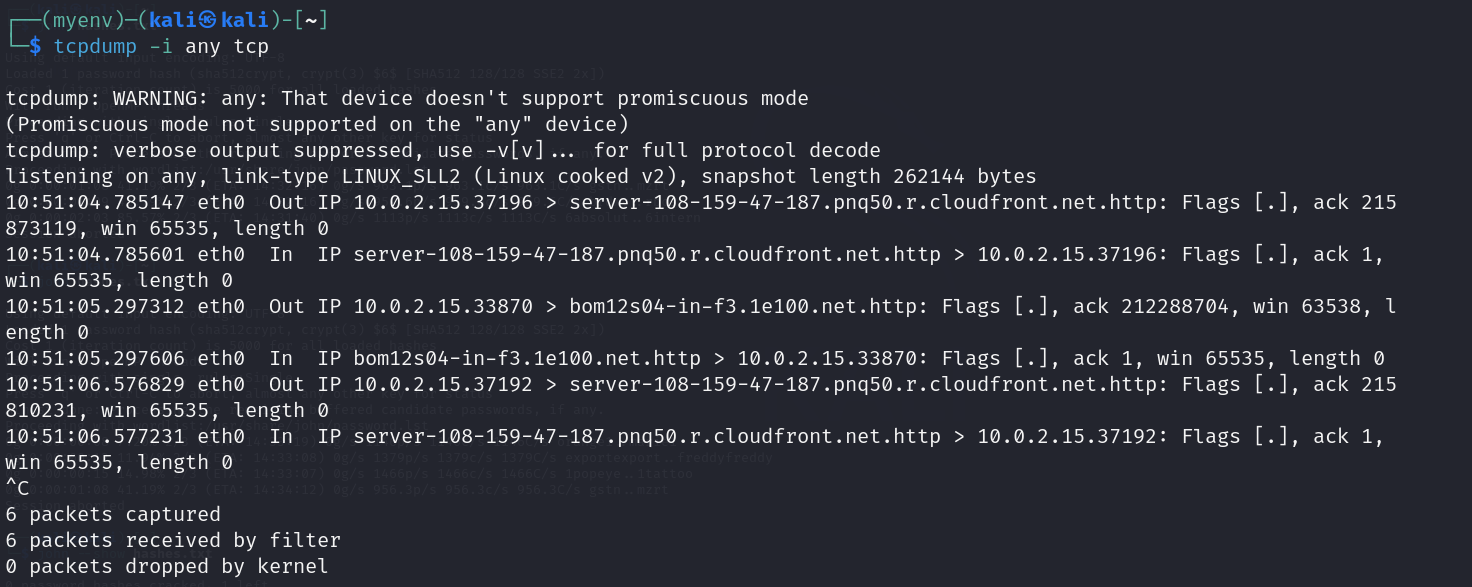 ┌──(myenv)─(kali㉿kali)-[~]
└─$ tcpdump -i any tcp
tcpdump: WARNING: any: That device doesn't support promiscuous mode
(Promiscuous mode not supported on the "any" device)
tcpdump: verbose output suppressed, use -v[v]... for full protocol decode
listening on any, link-type LINUX_SLL2 (Linux cooked v2), snapshot length 262144 bytes
10:51:04.785147 eth0  Out IP 10.0.2.15.37196 > server-108-159-47-187.pnq50.r.cloudfront.net.http: Flags [.], ack 215
873119, win 65535, length 0
10:51:04.785601 eth0  In  IP server-108-159-47-187.pnq50.r.cloudfront.net.http > 10.0.2.15.37196: Flags [.], ack 1,
win 65535, length 0
10:51:05.297312 eth0  Out IP 10.0.2.15.33870 > bom12s04-in-f3.1e100.net.http: Flags [.], ack 212288704, win 63538, l
ength 0
10:51:05.297606 eth0  In  IP bom12s04-in-f3.1e100.net.http > 10.0.2.15.33870: Flags [.], ack 1, win 65535, length 0
10:51:06.576829 eth0  Out IP 10.0.2.15.37192 > server-108-159-47-187.pnq50.r.cloudfront.net.http: Flags [.], ack 215
810231, win 65535, length 0
10:51:06.577231 eth0  In  IP server-108-159-47-187.pnq50.r.cloudfront.net.http > 10.0.2.15.37192: Flags [.], ack 1,
win 65535, length 0
^C
6 packets captured
6 packets received by filter
0 packets dropped by kernel